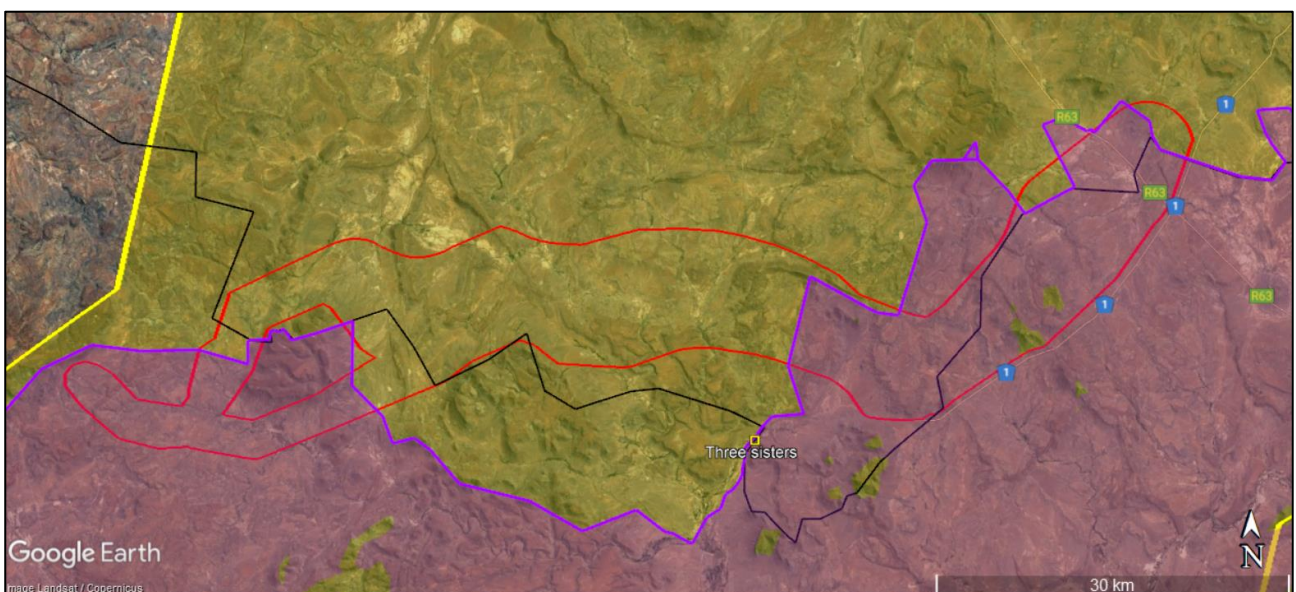 1
R63
R63
1
R63
1
1
Three sisters
Google Earth
N
Image Landsat / Copernicus
30 km